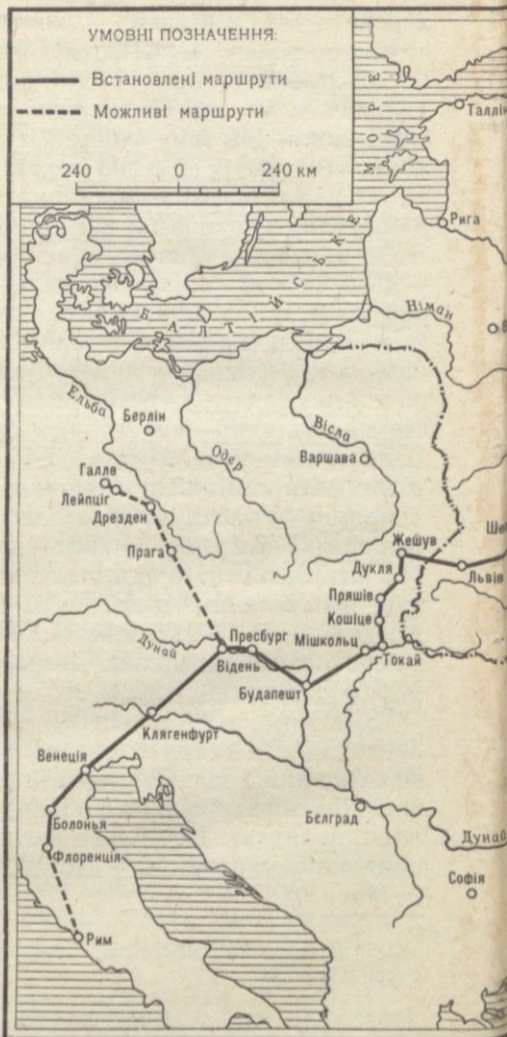 УМОВНІ ПОЗНАЧЕННЯ:
Встановлені маршрути
Можливі маршрути
240 0 240 км
БАЛТІЙСЬКЕ МОРЕ
Таллін
Рига
Німан
Ельба
Берлін
Одер
Вісла
Варшава
Галле
Лейпціг
Дрезден
Прага
Жешув
Дукля
Львів
Пряшів
Кошіце
Дунай
Пресбург
Мішкольц
Відень
Токай
Будапешт
Клягенфурт
Венеція
Болонья
Флоренція
Бєлград
Дунай
Софія
Рим